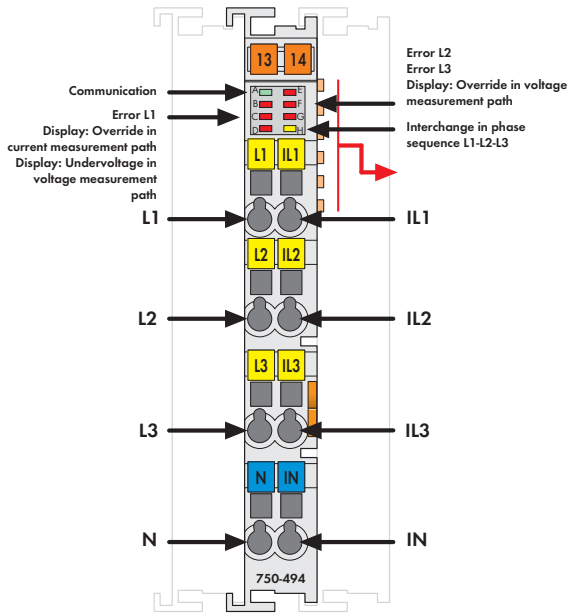 13 14
Communication
Error L1
Display: Override in
current measurement path
Display: Undervoltage in
voltage measurement
path
A E
B F
C G
D H
Error L2
Error L3
Display: Override in voltage
measurement path
Interchange in phase
sequence L1-L2-L3
L1 IL1
L1 IL1
L2 IL2
L2 IL2
L3 IL3
L3 IL3
N IN
N IN
750-494